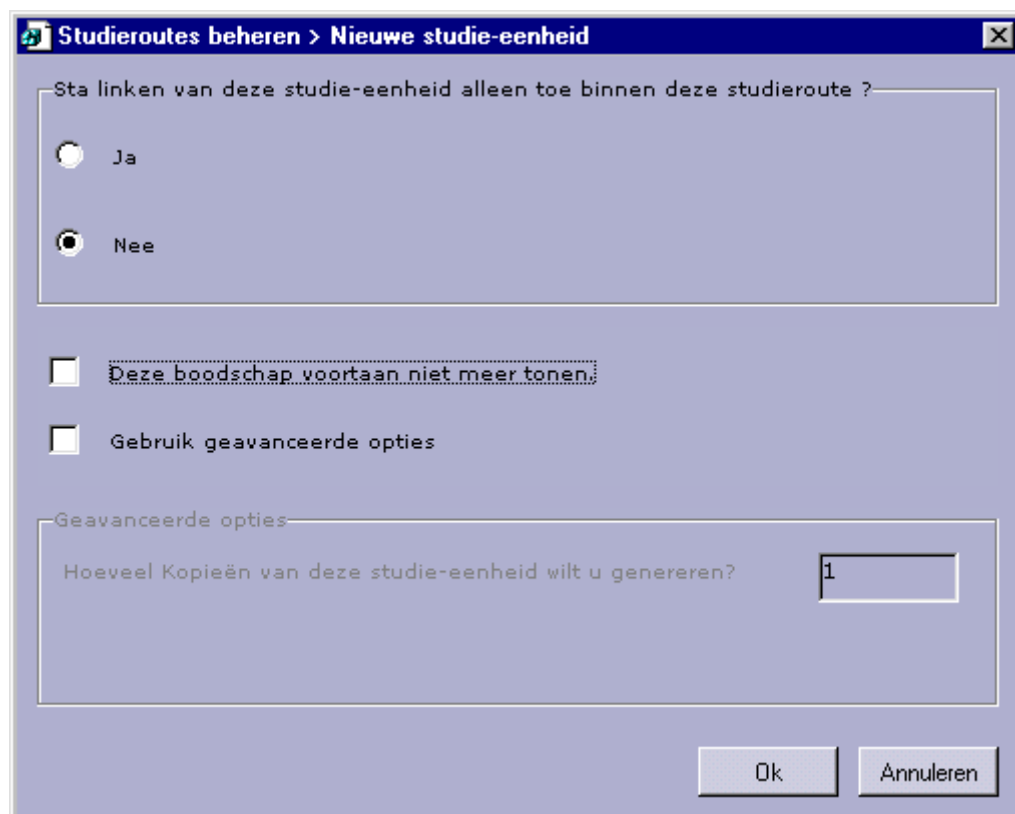 Studieroutes beheren > Nieuwe studie-eenheid
Sta linken van deze studie-eenheid alleen toe binnen deze studieroute ?
Ja
Nee
Deze boodschap voortaan niet meer tonen.
Gebruik geavanceerde opties
Geavanceerde opties
Hoeveel Kopieën van deze studie-eenheid wilt u genereren?
1
Ok
Annuleren